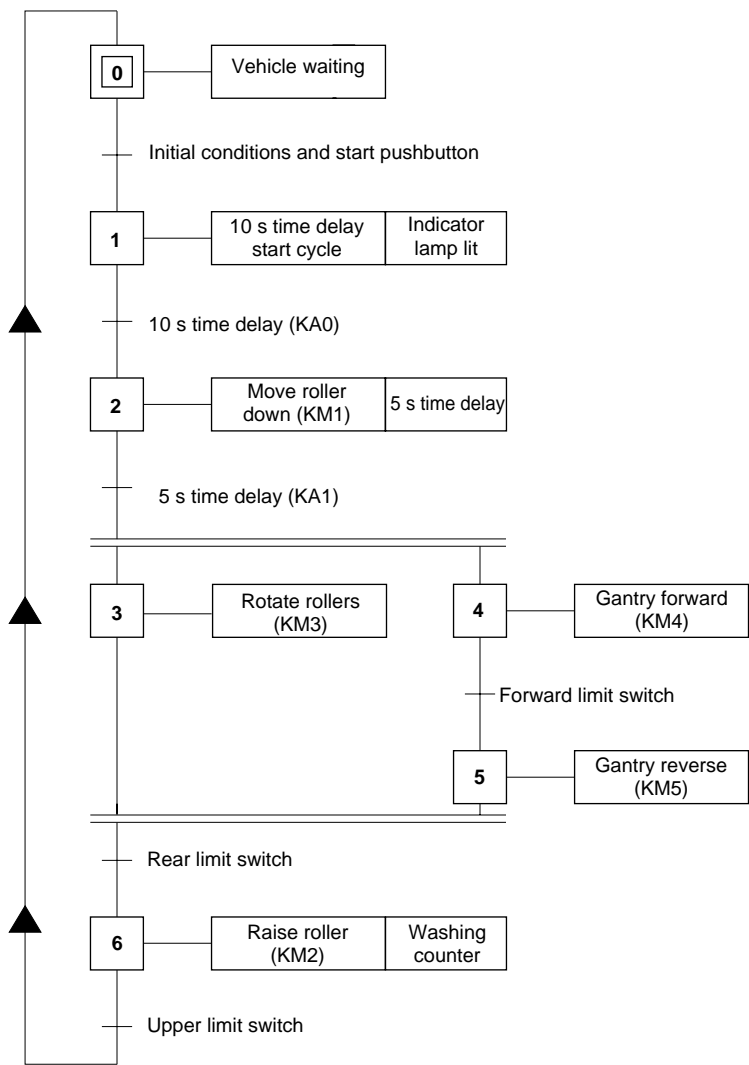 0
Vehicle waiting
Initial conditions and start pushbutton
1
10 s time delay
start cycle
Indicator
lamp lit
10 s time delay (KA0)
2
Move roller
down (KM1)
5 s time delay
5 s time delay (KA1)
3
Rotate rollers
(KM3)
4
Gantry forward
(KM4)
Forward limit switch
5
Gantry reverse
(KM5)
Rear limit switch
6
Raise roller
(KM2)
Washing
counter
Upper limit switch